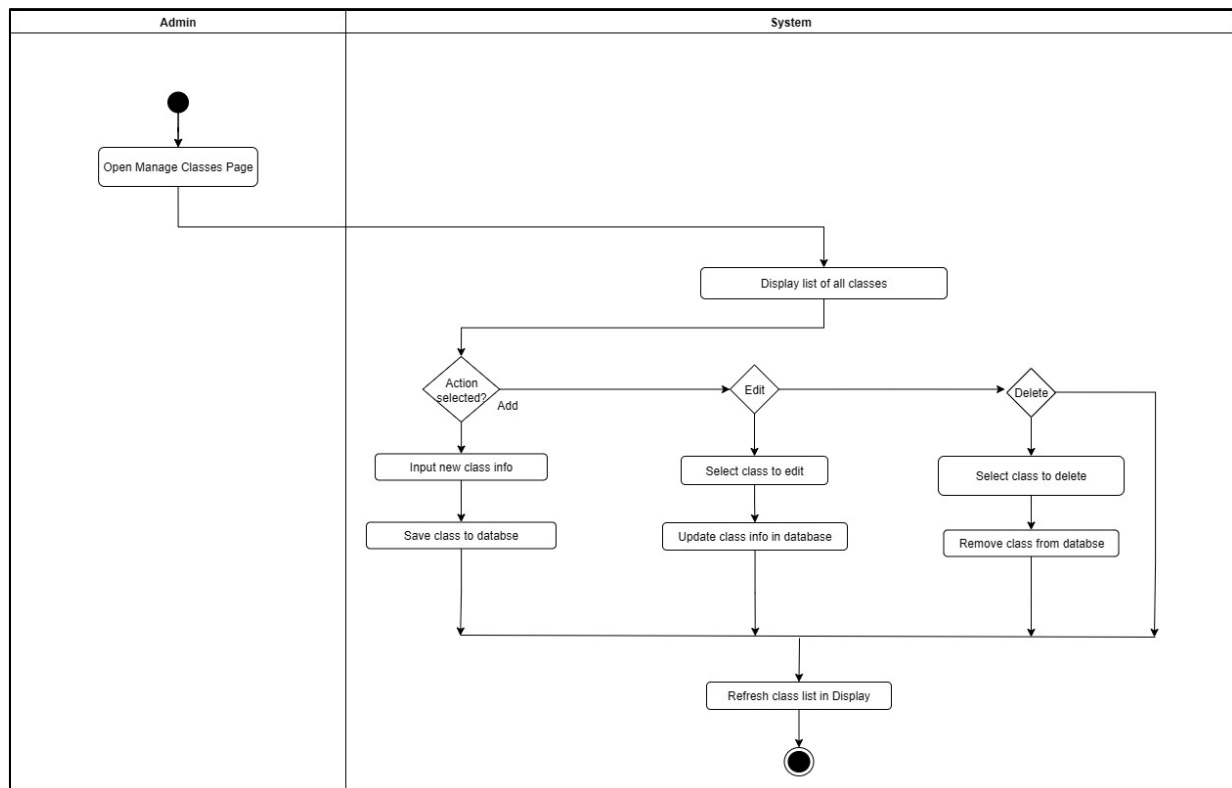 Admin
System
Open Manage Classes Page
Display list of all classes
Action
selected?
Add
Edit
Delete
Input new class info
Select class to edit
Select class to delete
Save class to databse
Update class info in database
Remove class from databse
Refresh class list in Display